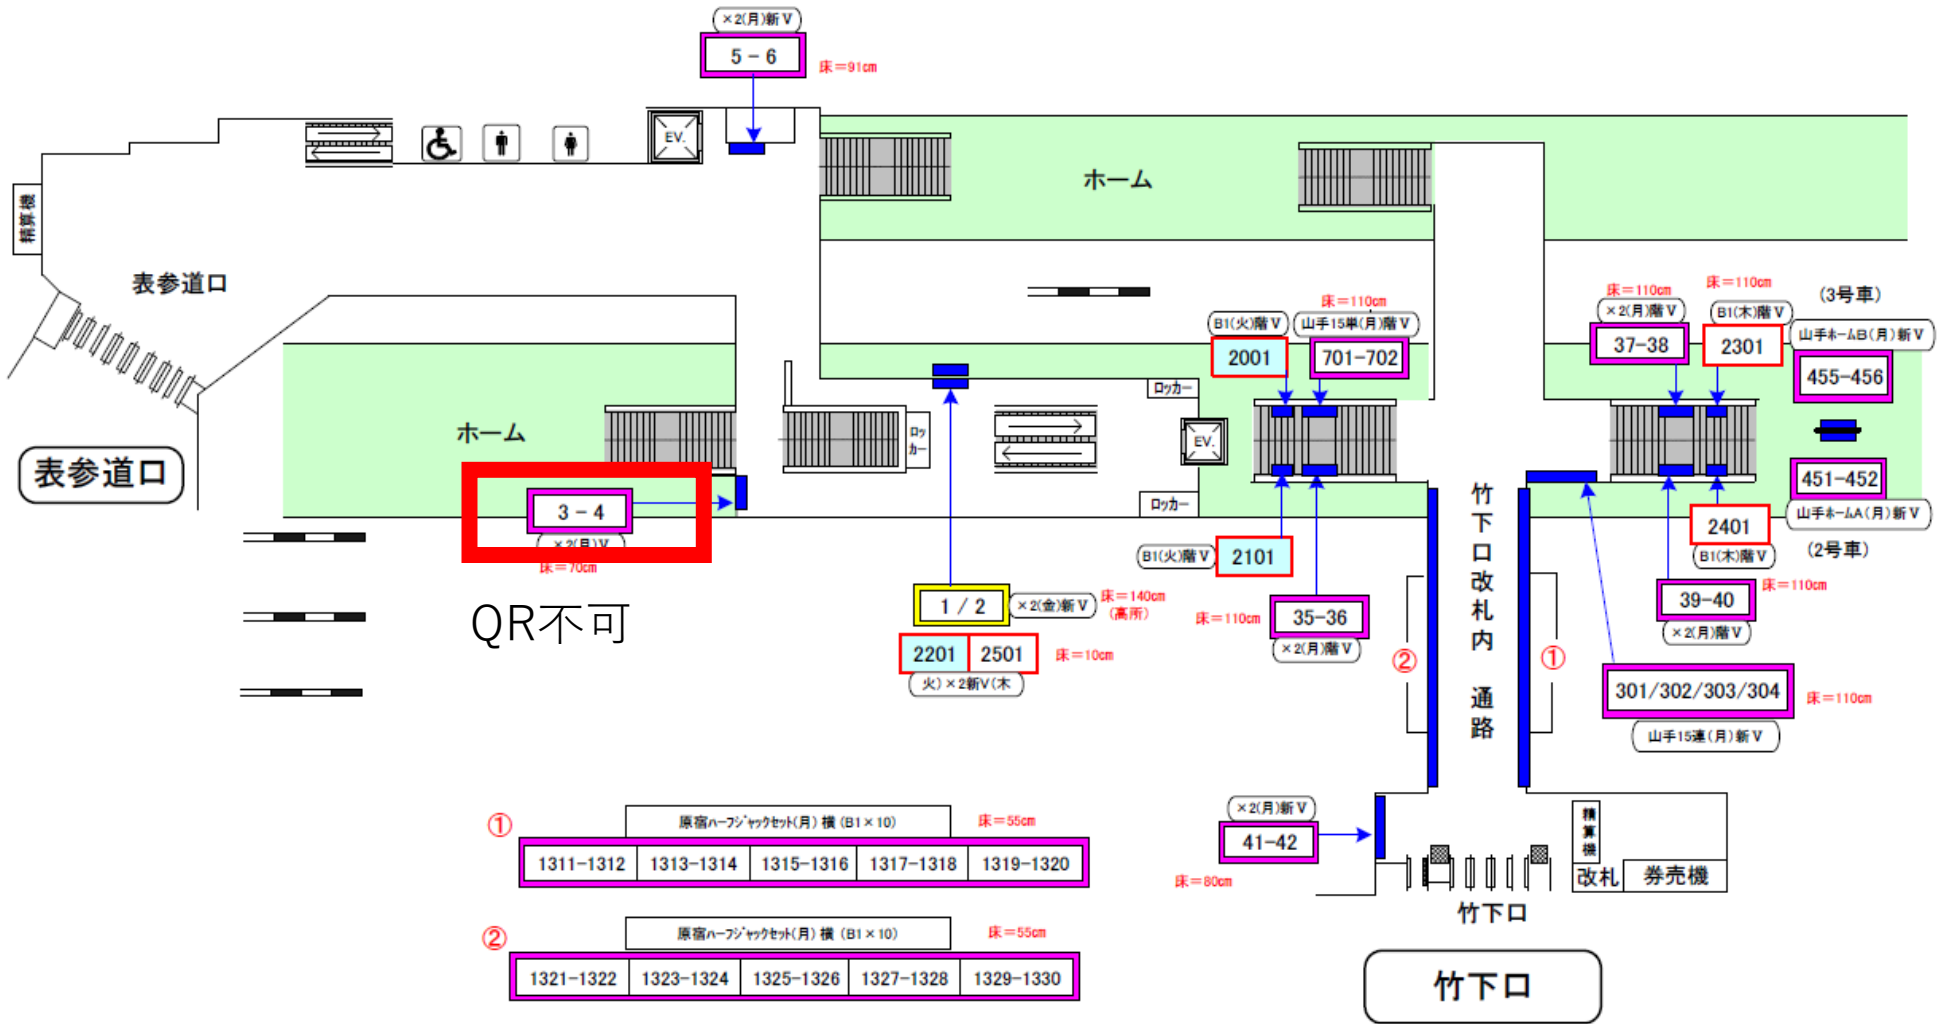 ×2(月)新Ⅴ
5－6
床＝91cm
EV.
ホーム
精算機
表参道口
床＝110cm
B1(火)階Ⅴ
山手15単(月)階Ⅴ
2001
701-702
床＝110cm
×2(月)階Ⅴ
37-38
床＝110cm
B1(木)階Ⅴ
2301
(3号車)
山手ホームB(月)新Ⅴ
455-456
ロッカー
ホーム
ロッカー
EV.
表参道口
3－4
×2(月)Ⅴ
床＝70cm
QR不可
ロッカー
451-452
山手ホームA(月)新Ⅴ
(2号車)
2401
B1(木)階Ⅴ
B1(火)階Ⅴ
2101
1 / 2
×2(金)新Ⅴ
床＝140cm
(高所)
2201
2501
床＝10cm
火)×2新Ⅴ(木
床＝110cm
35-36
×2(月)階Ⅴ
竹下口改札内 通路
②
①
39-40
床＝110cm
×2(月)階Ⅴ
301/302/303/304
床＝110cm
山手15連(月)新Ⅴ
×2(月)新Ⅴ
41-42
床＝80cm
精算機
改札
券売機
竹下口
竹下口
①
原宿ハーフジャックセット(月) 横 (B1×10)
床＝55cm
1311-1312
1313-1314
1315-1316
1317-1318
1319-1320
②
原宿ハーフジャックセット(月) 横 (B1×10)
床＝55cm
1321-1322
1323-1324
1325-1326
1327-1328
1329-1330